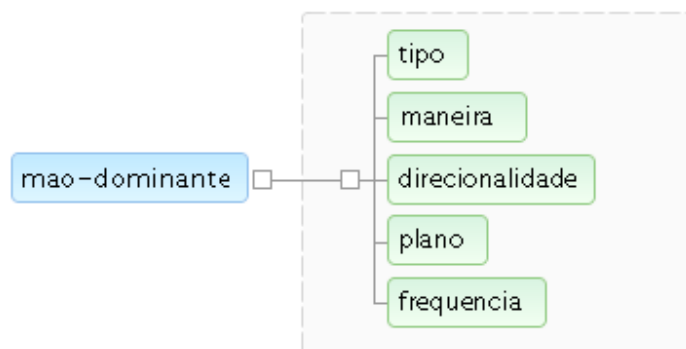 tipo
maneira
mao-dominante
direcionalidade
plano
frequencia